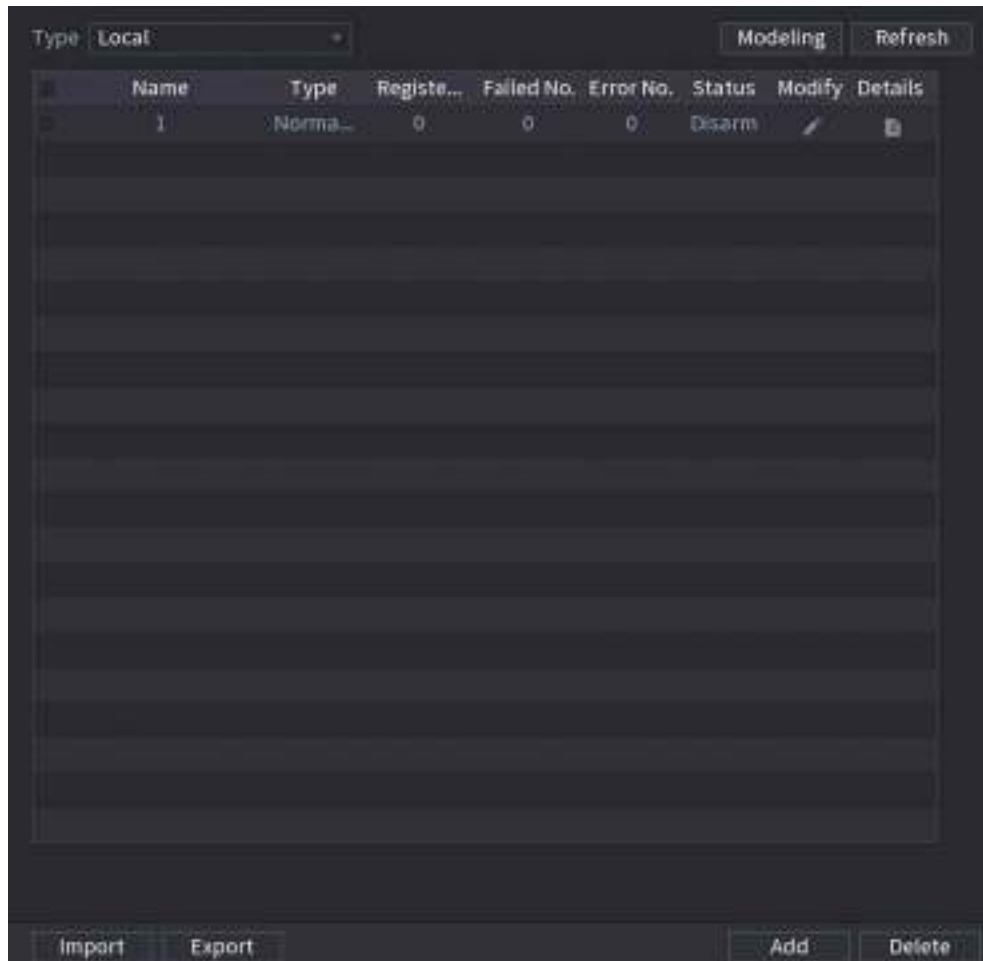 Type Local Modeling Refresh
Name Type Registe... Failed No. Error No. Status Modify Details
1 Norma... 0 0 0 Disarm
Import Export Add Delete